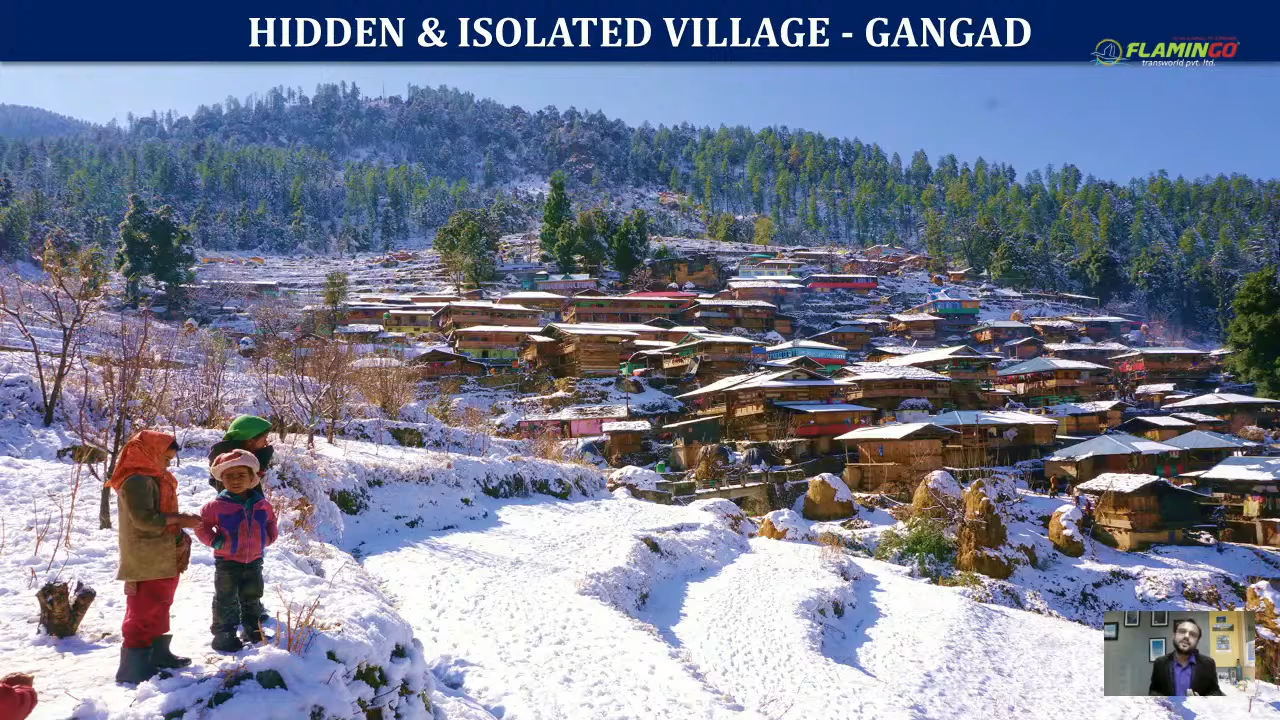 HIDDEN & ISOLATED VILLAGE - GANGAD
FLAMINGO
transworld pvt. ltd.